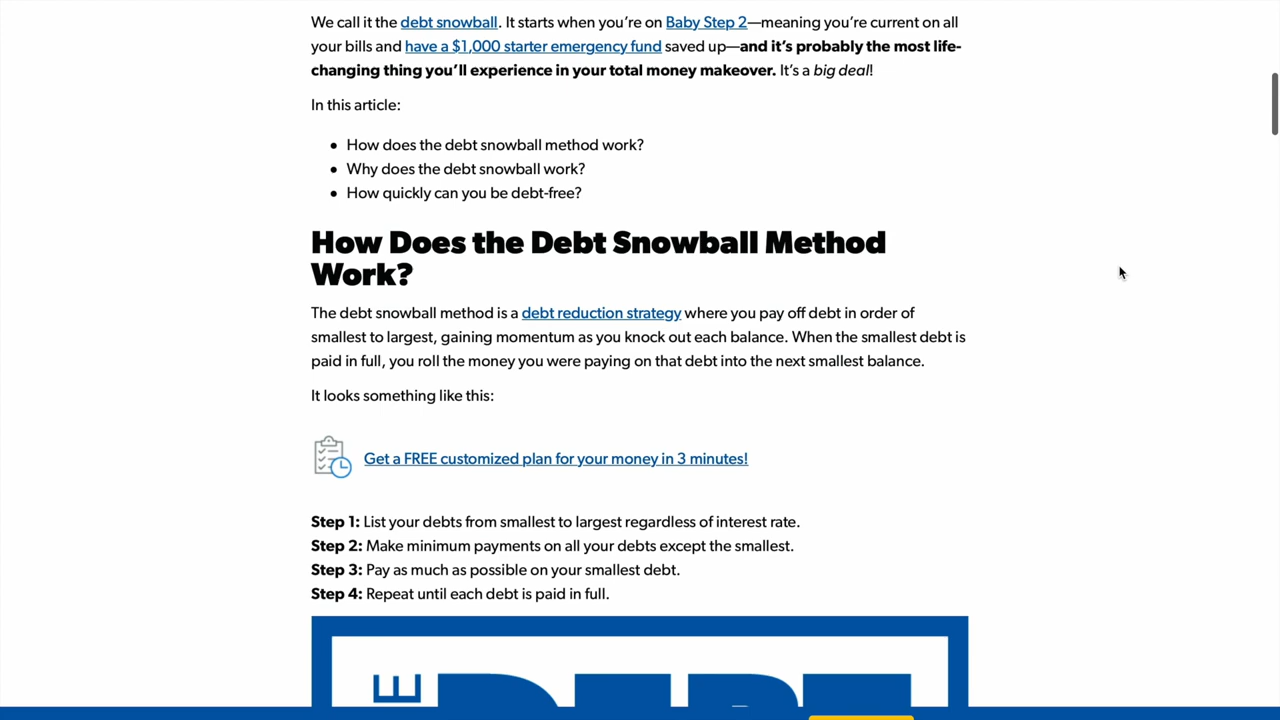 We call it the debt snowball. It starts when you’re on Baby Step 2—meaning you’re current on all
your bills and have a $1,000 starter emergency fund saved up—and it’s probably the most life-
changing thing you’ll experience in your total money makeover. It’s a big deal!
In this article:
• How does the debt snowball method work?
• Why does the debt snowball work?
• How quickly can you be debt-free?
How Does the Debt Snowball Method
Work?
The debt snowball method is a debt reduction strategy where you pay off debt in order of
smallest to largest, gaining momentum as you knock out each balance. When the smallest debt is
paid in full, you roll the money you were paying on that debt into the next smallest balance.
It looks something like this:
Get a FREE customized plan for your money in 3 minutes!
Step 1: List your debts from smallest to largest regardless of interest rate.
Step 2: Make minimum payments on all your debts except the smallest.
Step 3: Pay as much as possible on your smallest debt.
Step 4: Repeat until each debt is paid in full.